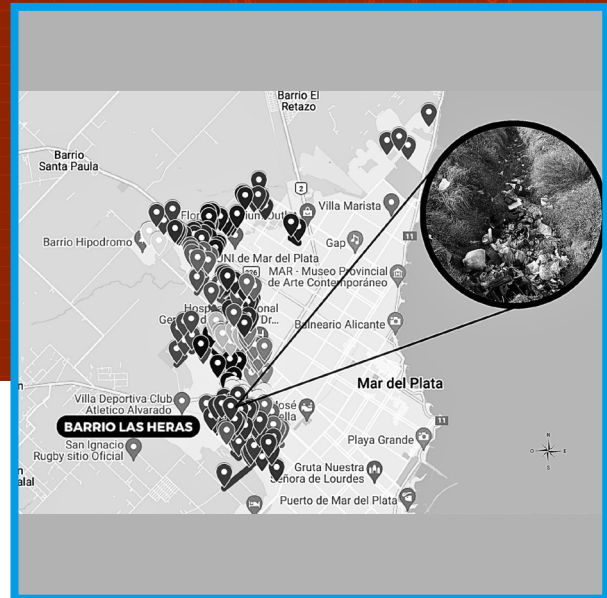 Barrio El
Retazo
Barrio
Santa Paula
2
Villa Marista
Barrio Hipodromo
11
Gap
UNI de Mar del Plata
MAR - Museo Provincial
de Arte Contemporáneo
Balneario Alicante
Mar del Plata
Villa Deportiva Club
Atletico Alvarado
BARRIO LAS HERAS
11
San Ignacio
Rugby sitio Oficial
Playa Grande
Gruta Nuestra
Señora de Lourdes
Puerto de Mar del Plata
N
O
E
S